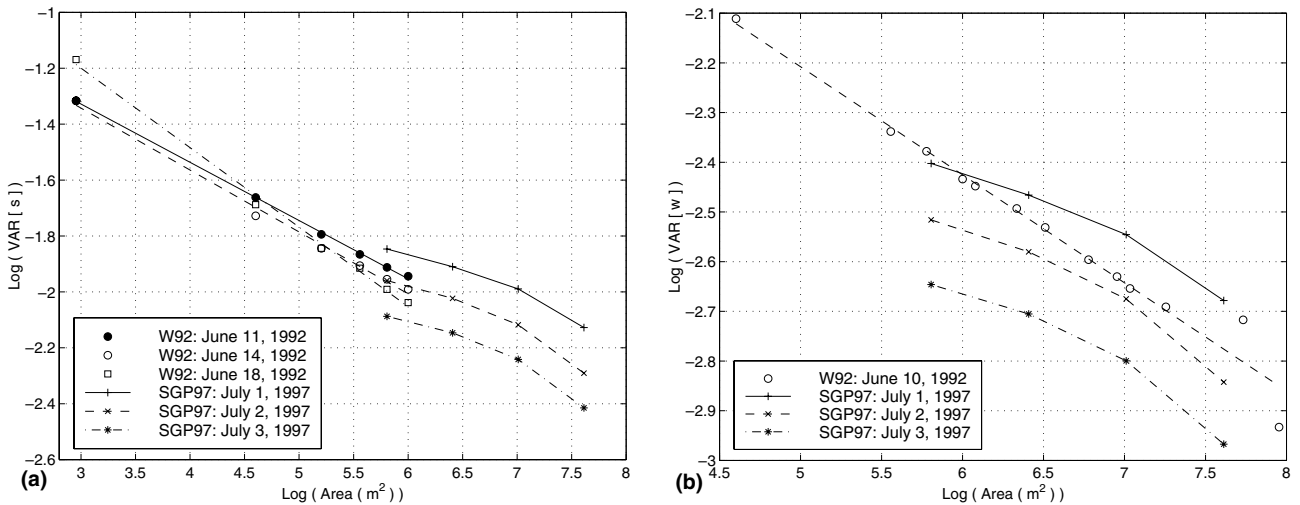 −1
−1.2
−1.4
−1.6
−1.8
−2
−2.2
−2.4
−2.6
Log ( VAR [ s ] )
W92: June 11, 1992
W92: June 14, 1992
W92: June 18, 1992
SGP97: July 1, 1997
SGP97: July 2, 1997
SGP97: July 3, 1997
3 3.5 4 4.5 5 5.5 6 6.5 7 7.5 8
Log ( Area ( m² ) )
(a)
−2.1
−2.2
−2.3
−2.4
−2.5
−2.6
−2.7
−2.8
−2.9
−3
Log ( VAR [ w ] )
W92: June 10, 1992
SGP97: July 1, 1997
SGP97: July 2, 1997
SGP97: July 3, 1997
4.5 5 5.5 6 6.5 7 7.5 8
Log ( Area ( m² ) )
(b)